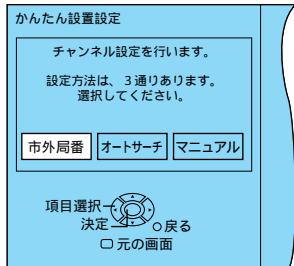 かんたん設置設定
チャンネル設定を行います。
設定方法は、3通りあります。
選択してください。
市外局番 オートサーチ マニュアル
項目選択
決定 戻る
元の画面